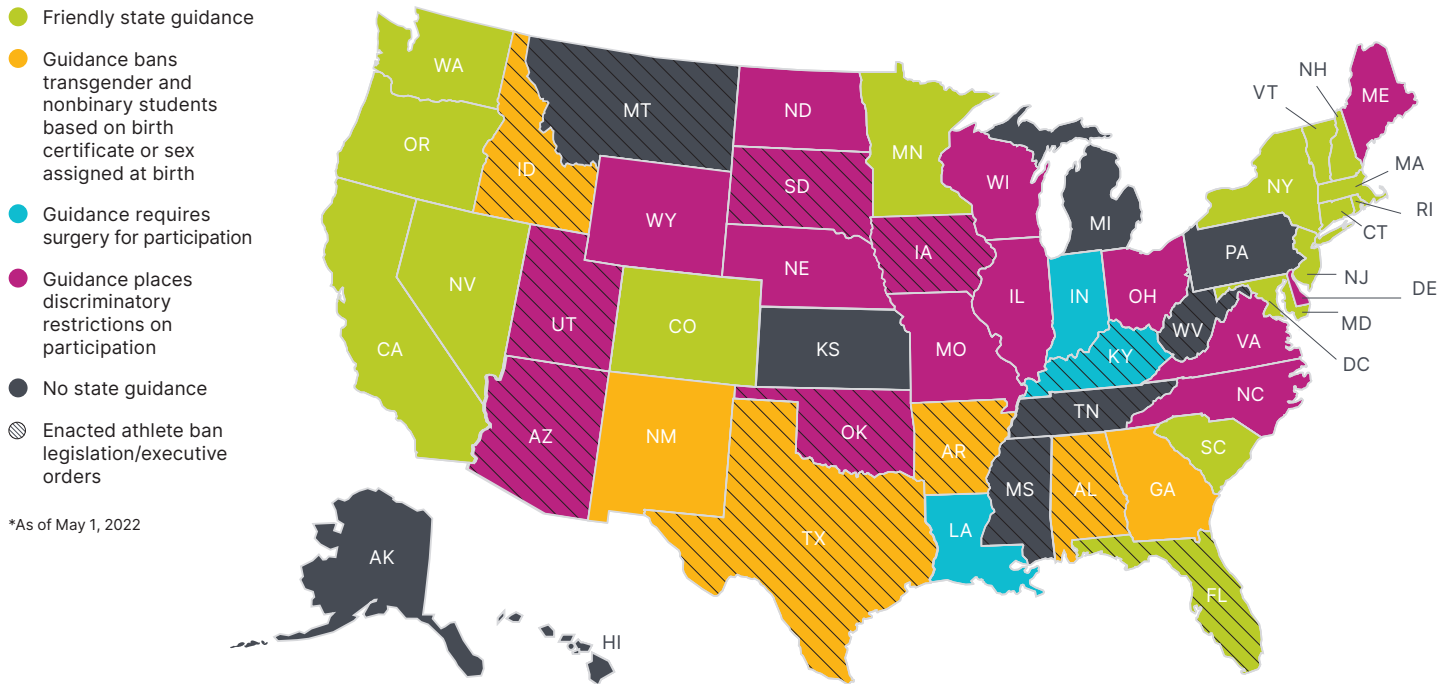 Friendly state guidance
Guidance bans
transgender and
nonbinary students
based on birth
certificate or sex
assigned at birth
Guidance requires
surgery for participation
Guidance places
discriminatory
restrictions on
participation
No state guidance
Enacted athlete ban
legislation/executive
orders
*As of May 1, 2022
WA
OR
CA
NV
ID
MT
WY
UT
AZ
CO
NM
ND
SD
NE
KS
OK
TX
MN
IA
MO
AR
LA
WI
IL
MI
IN
OH
KY
TN
MS
AL
GA
FL
SC
NC
VA
WV
PA
NY
VT
NH
ME
MA
RI
CT
NJ
DE
MD
DC
AK
HI